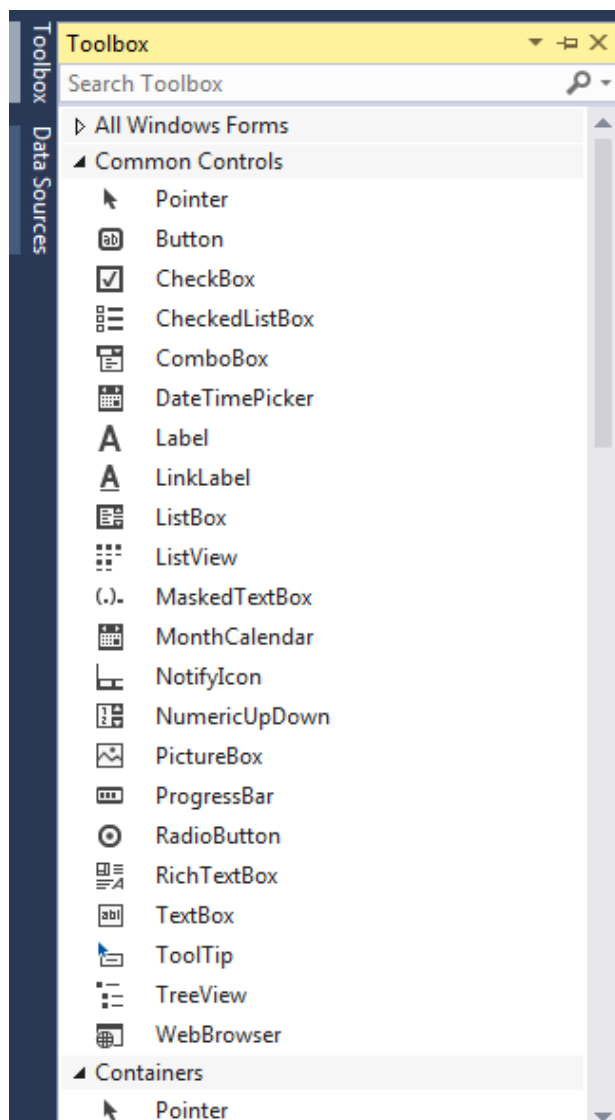 Toolbox
Data Sources
Toolbox
Search Toolbox
All Windows Forms
Common Controls
Pointer
Button
CheckBox
CheckedListBox
ComboBox
DateTimePicker
Label
LinkLabel
ListBox
ListView
MaskedTextBox
MonthCalendar
NotifyIcon
NumericUpDown
PictureBox
ProgressBar
RadioButton
RichTextBox
TextBox
ToolTip
TreeView
WebBrowser
Containers
Pointer